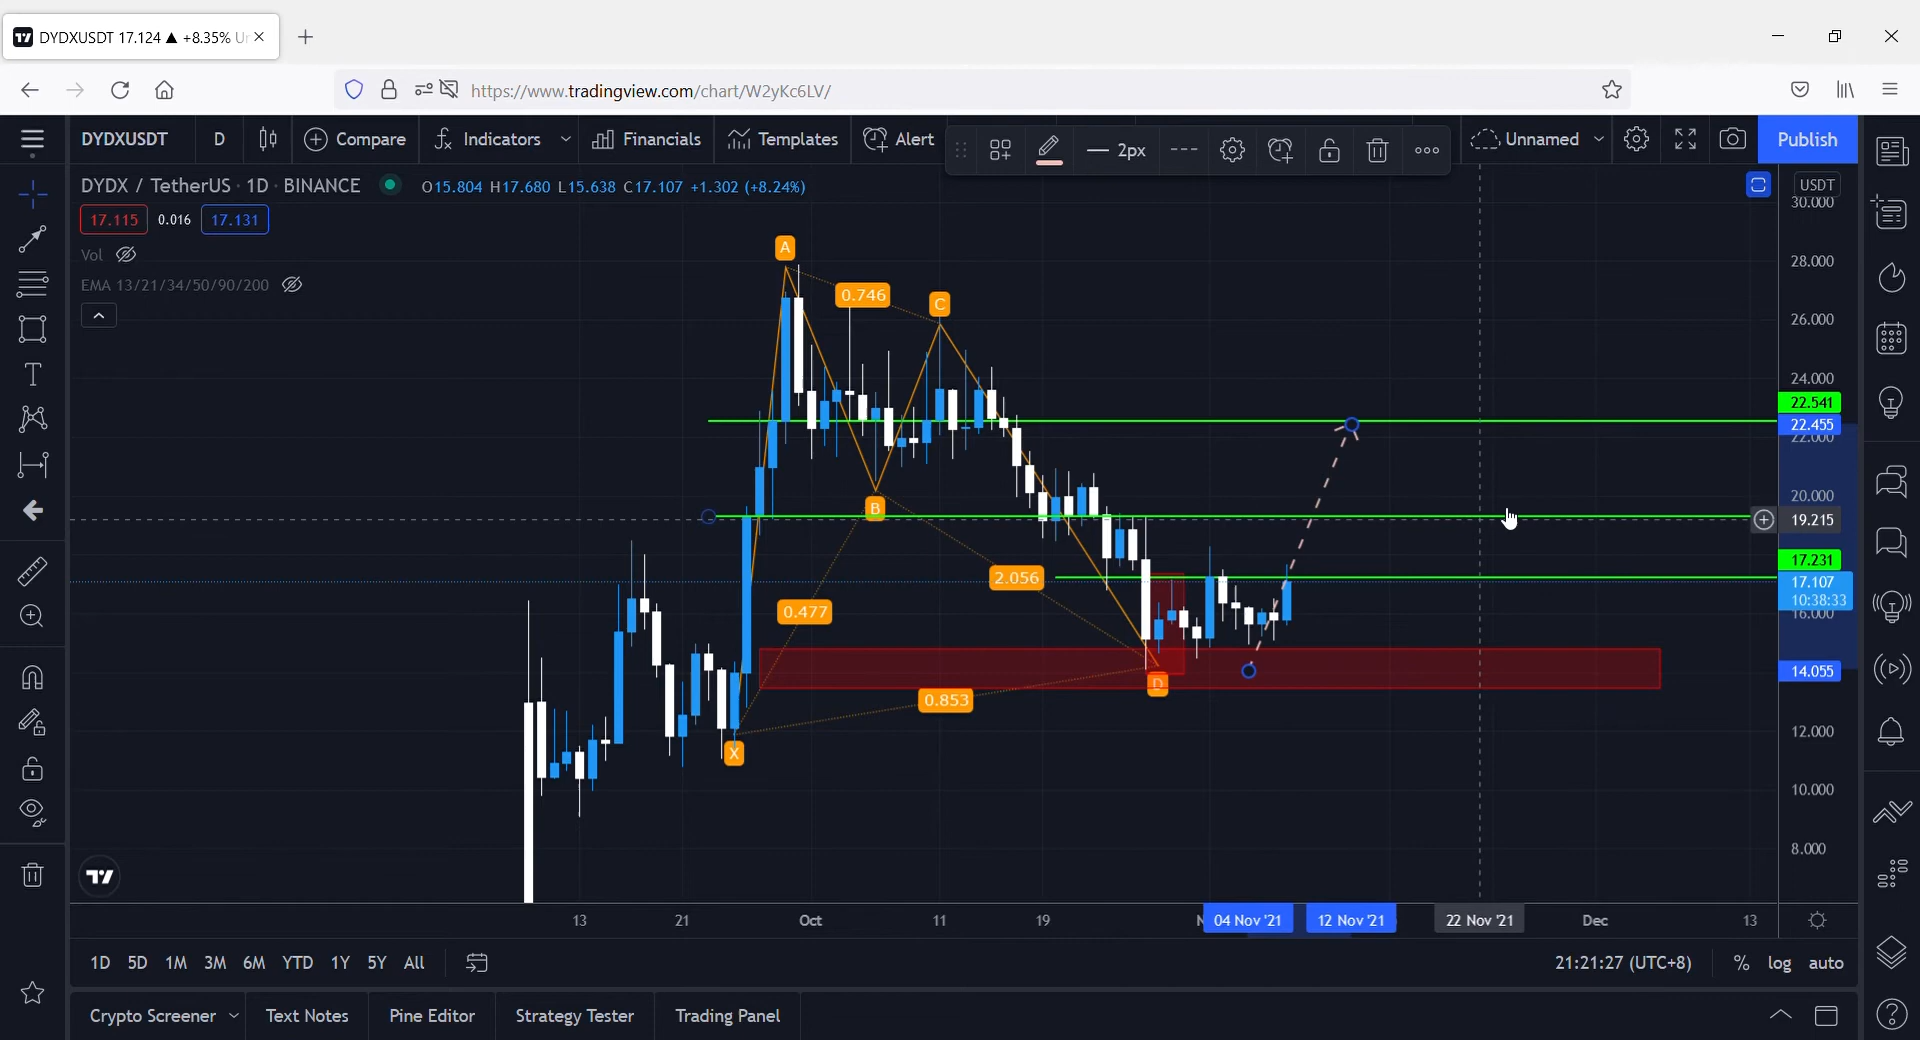 DYDXUSDT 17.124 ▲ +8.35% Un
https://www.tradingview.com/chart/W2yKc6LV/
DYDXUSDT D Compare Indicators Financials Templates Alert 2px Unnamed Publish
DYDX / TetherUS · 1D · BINANCE O15.804 H17.680 L15.638 C17.107 +1.302 (+8.24%)
USDT
30.000
17.115 0.016 17.131
Vol
EMA 13/21/34/50/90/200
A
28.000
0.746
C
26.000
24.000
22.541
22.455
22.000
20.000
B
19.215
17.231
2.056
17.107
10:38:33
0.477
16.000
14.055
D
0.853
12.000
X
10.000
8.000
13 21 Oct 11 19 N 04 Nov '21 12 Nov '21 22 Nov '21 Dec 13
1D 5D 1M 3M 6M YTD 1Y 5Y All 21:21:27 (UTC+8) % log auto
Crypto Screener Text Notes Pine Editor Strategy Tester Trading Panel